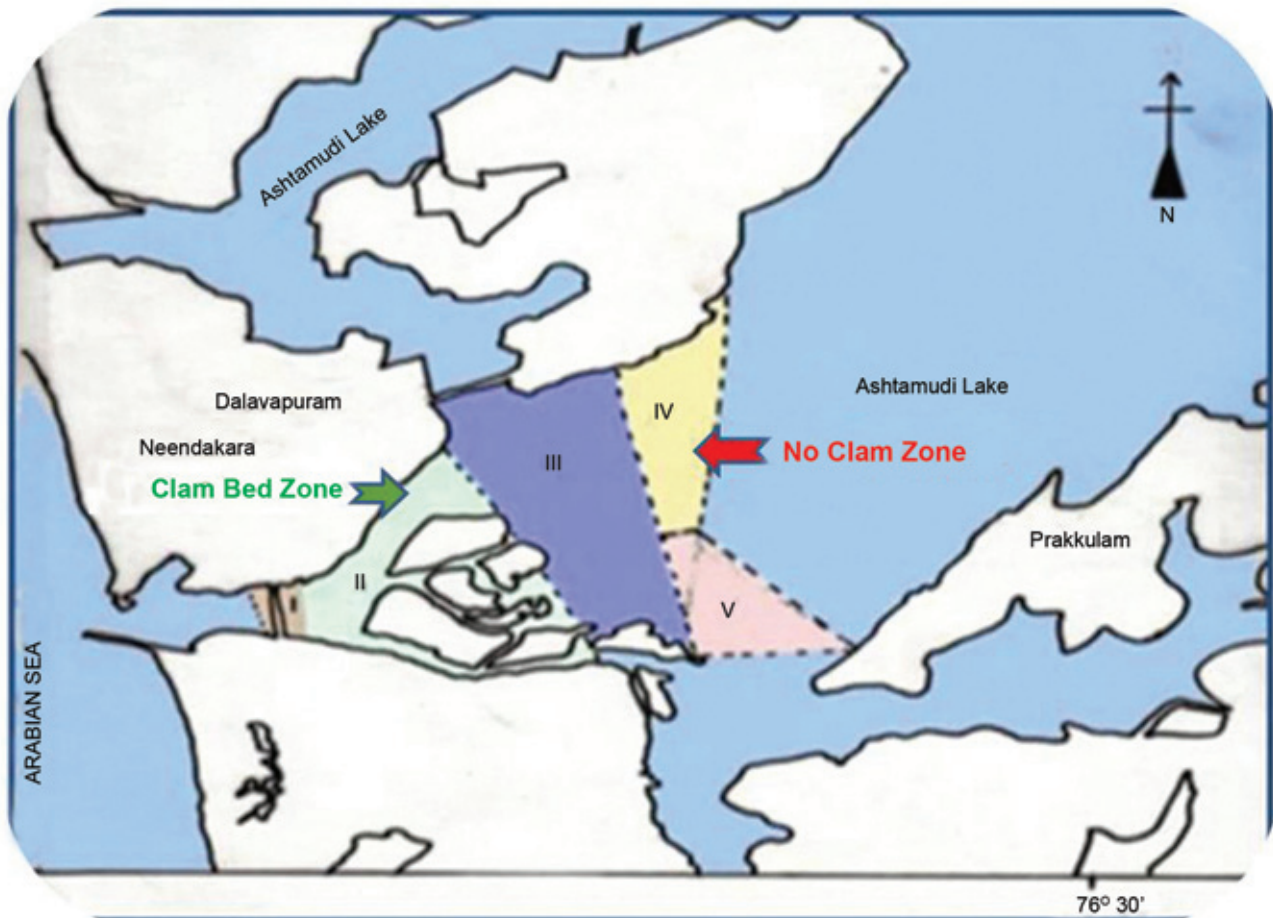 Ashtamudi Lake
N
Dalavapuram
Ashtamudi Lake
IV
Neendakara
III
No Clam Zone
Clam Bed Zone
Prakkulam
II
I
V
ARABIAN SEA
76° 30'